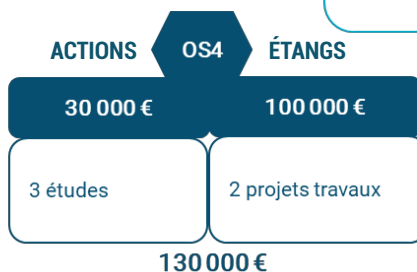 ACTIONS OS4 ÉTANGS
30 000 € 100 000 €
3 études 2 projets travaux
130 000 €